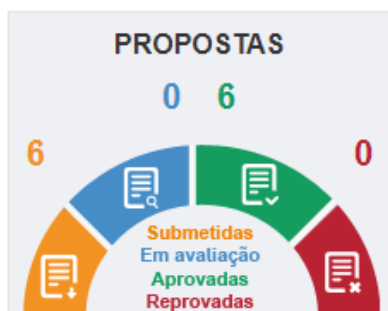 PROPOSTAS
0 6
6 0
Submetidas
Em avaliação
Aprovadas
Reprovadas